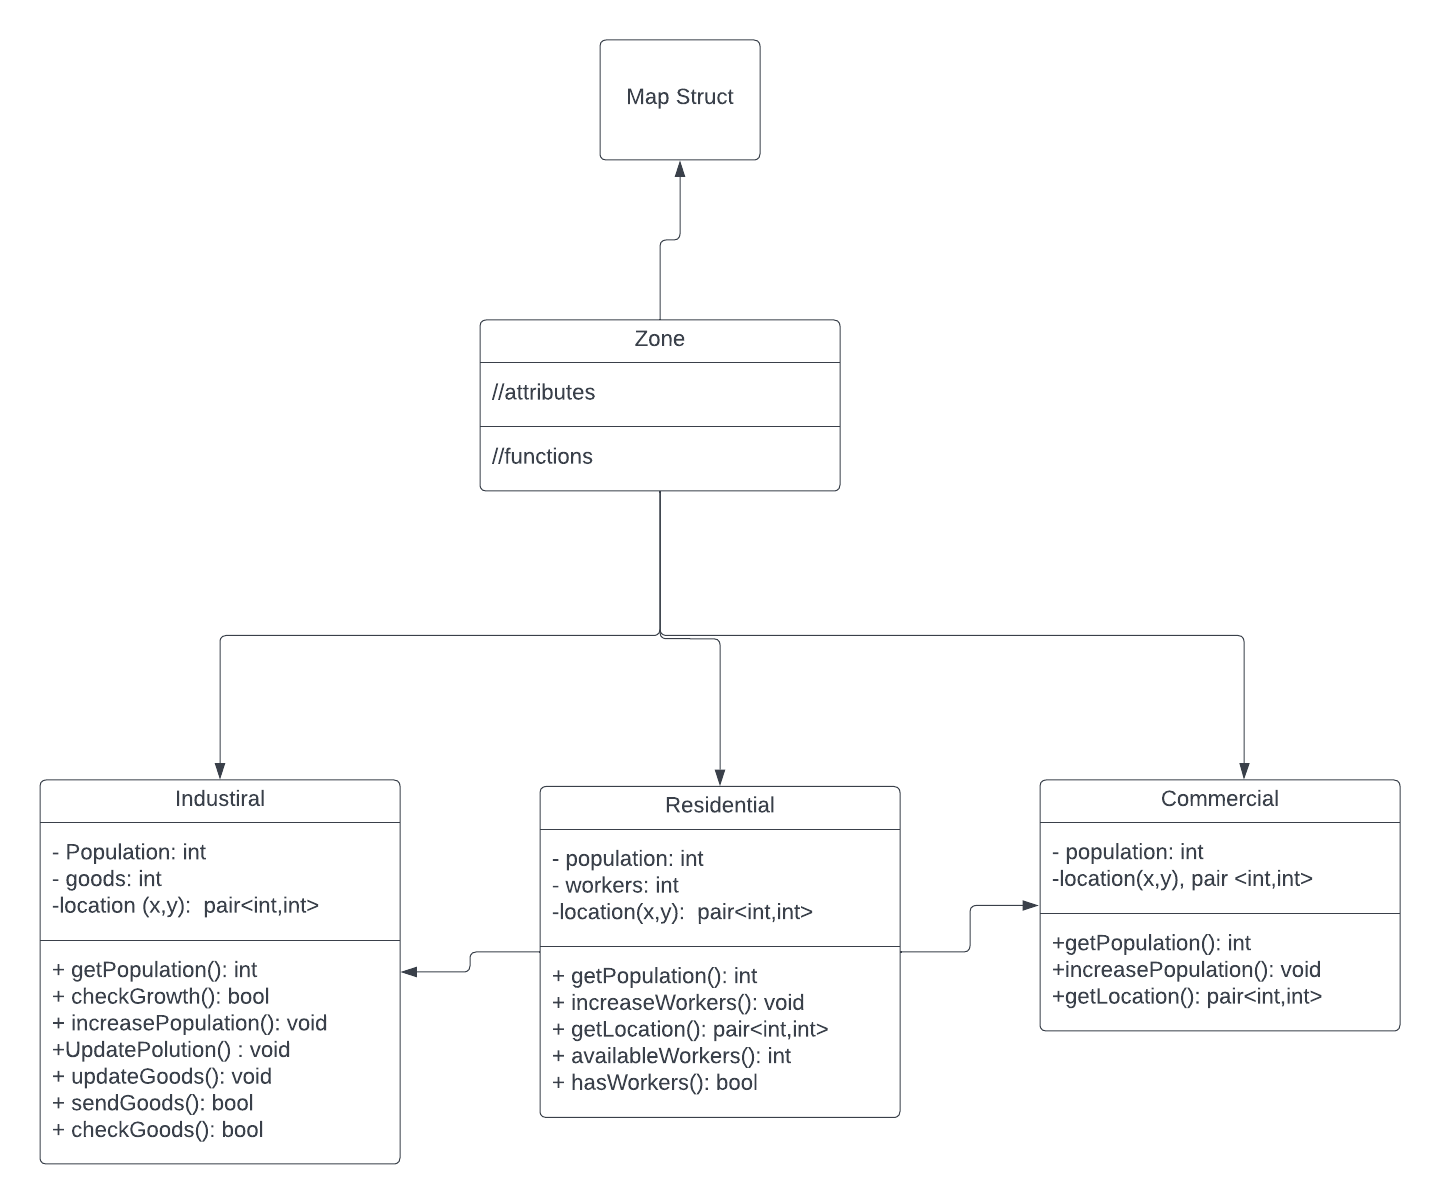 Map Struct
Zone
//attributes
//functions
Industiral
- Population: int
- goods: int
-location (x,y):  pair<int,int>
+ getPopulation(): int
+ checkGrowth(): bool
+ increasePopulation(): void
+UpdatePolution() : void
+ updateGoods(): void
+ sendGoods(): bool
+ checkGoods(): bool
Residential
- population: int
- workers: int
-location(x,y):  pair<int,int>
+ getPopulation(): int
+ increaseWorkers(): void
+ getLocation(): pair<int,int>
+ availableWorkers(): int
+ hasWorkers(): bool
Commercial
- population: int
-location(x,y), pair <int,int>
+getPopulation(): int
+increasePopulation(): void
+getLocation(): pair<int,int>